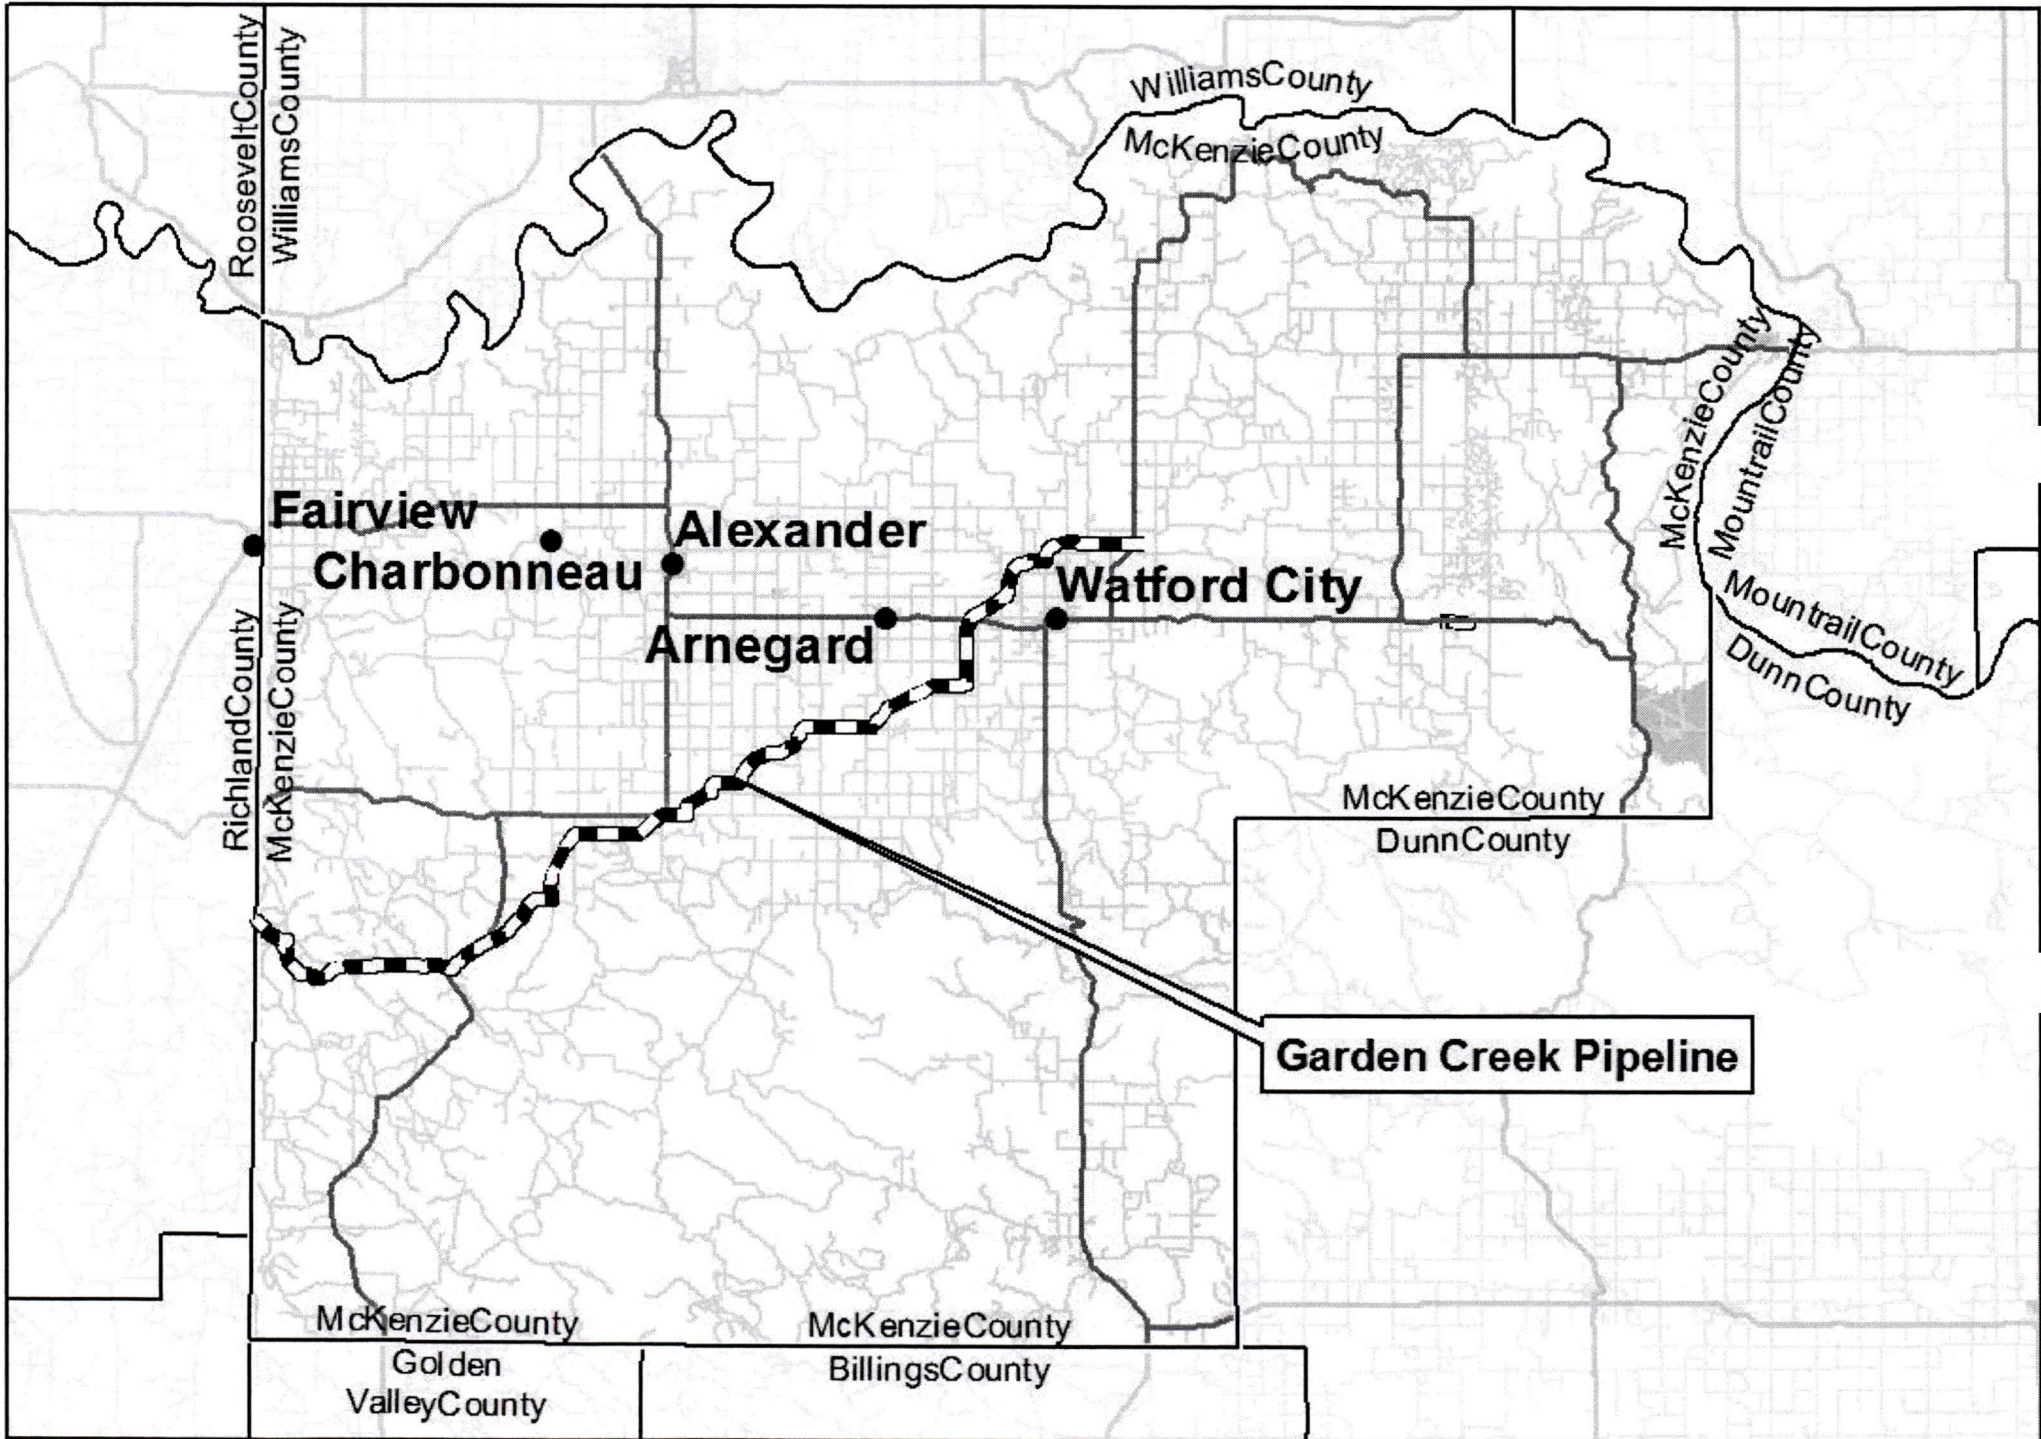 RooseveltCounty
WilliamsCounty
WilliamsCounty
McKenzieCounty
McKenzieCounty
MountrailCounty
Fairview
Charbonneau
Alexander
Watford City
Arnegard
MountrailCounty
DunnCounty
RichlandCounty
McKenzieCounty
McKenzieCounty
DunnCounty
Garden Creek Pipeline
McKenzieCounty
Golden
ValleyCounty
McKenzieCounty
BillingsCounty